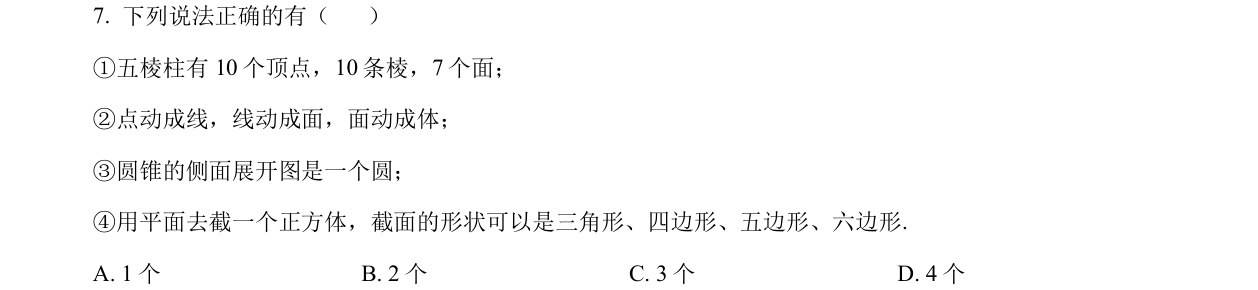 7. 下列说法正确的有（　　）
①五棱柱有 10 个顶点，10 条棱，7 个面；
②点动成线，线动成面，面动成体；
③圆锥的侧面展开图是一个圆；
④用平面去截一个正方体，截面的形状可以是三角形、四边形、五边形、六边形.
A. 1 个　　B. 2 个　　C. 3 个　　D. 4 个